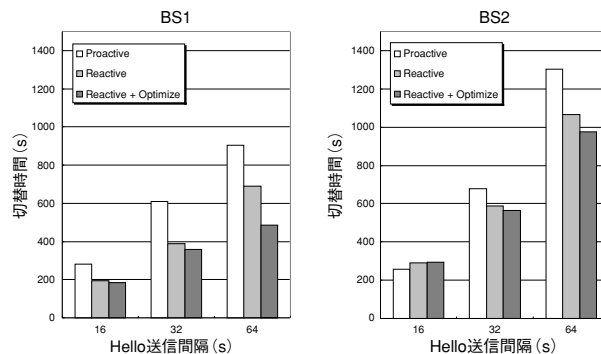 BS1
1400
1200
1000
800
600
400
200
0
Proactive
Reactive
Reactive + Optimize
切替時間(s)
16 32 64
Hello送信間隔(s)
BS2
1400
1200
1000
800
600
400
200
0
Proactive
Reactive
Reactive + Optimize
切替時間(s)
16 32 64
Hello送信間隔(s)